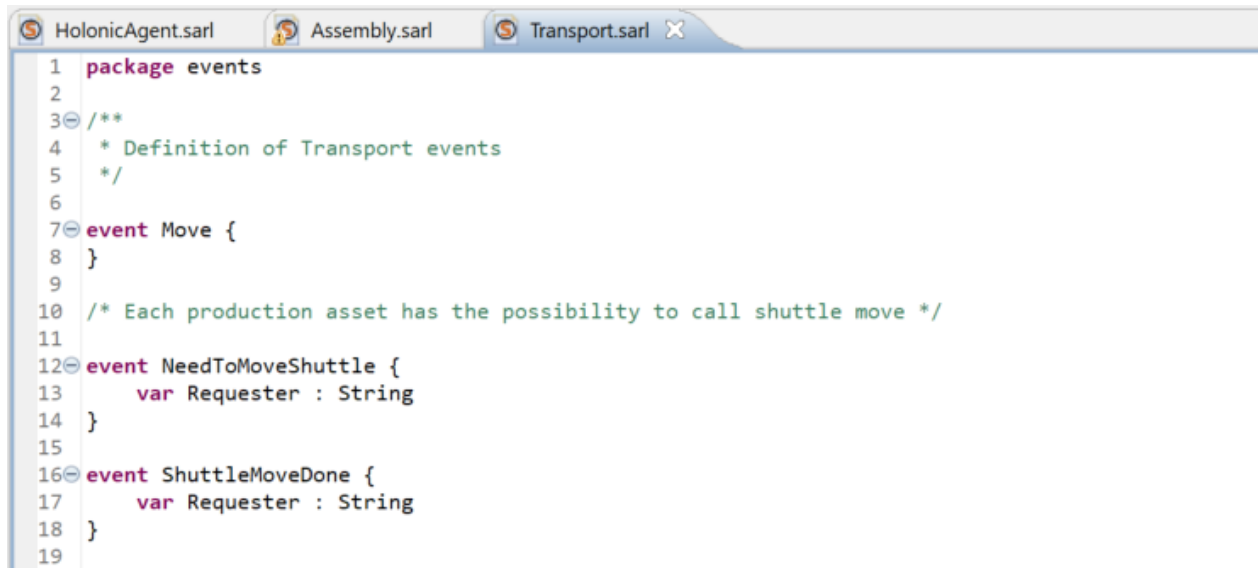 HolonicAgent.sarl Assembly.sarl Transport.sarl
1 package events
2
3 /**
4  * Definition of Transport events
5  */
6
7 event Move {
8 }
9
10 /* Each production asset has the possibility to call shuttle move */
11
12 event NeedToMoveShuttle {
13     var Requester : String
14 }
15
16 event ShuttleMoveDone {
17     var Requester : String
18 }
19